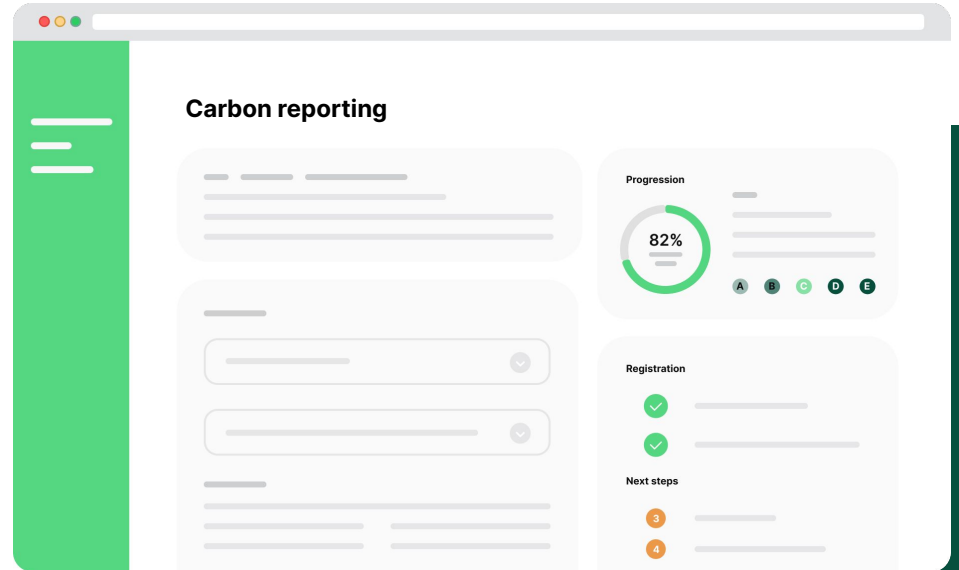 Carbon reporting
Progression
82%
A B C D E
Registration
Next steps
3
4